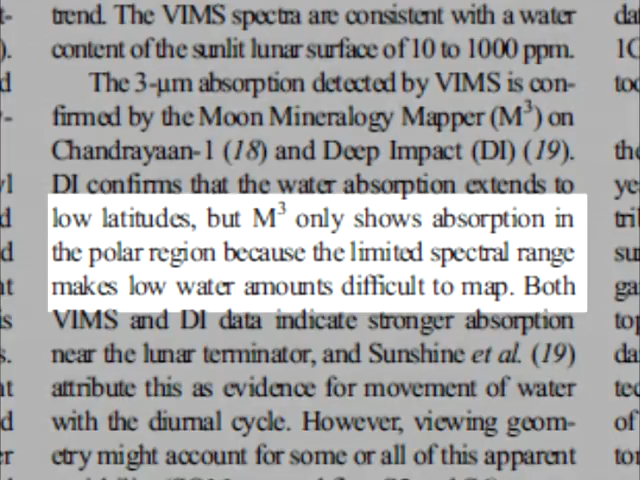 trend. The VIMS spectra are consistent with a water
content of the sunlit lunar surface of 10 to 1000 ppm.
The 3-μm absorption detected by VIMS is con-
firmed by the Moon Mineralogy Mapper (M³) on
Chandrayaan-1 (18) and Deep Impact (DI) (19).
DI confirms that the water absorption extends to
low latitudes, but M³ only shows absorption in
the polar region because the limited spectral range
makes low water amounts difficult to map. Both
VIMS and DI data indicate stronger absorption
near the lunar terminator, and Sunshine et al. (19)
attribute this as evidence for movement of water
with the diurnal cycle. However, viewing geom-
etry might account for some or all of this apparent